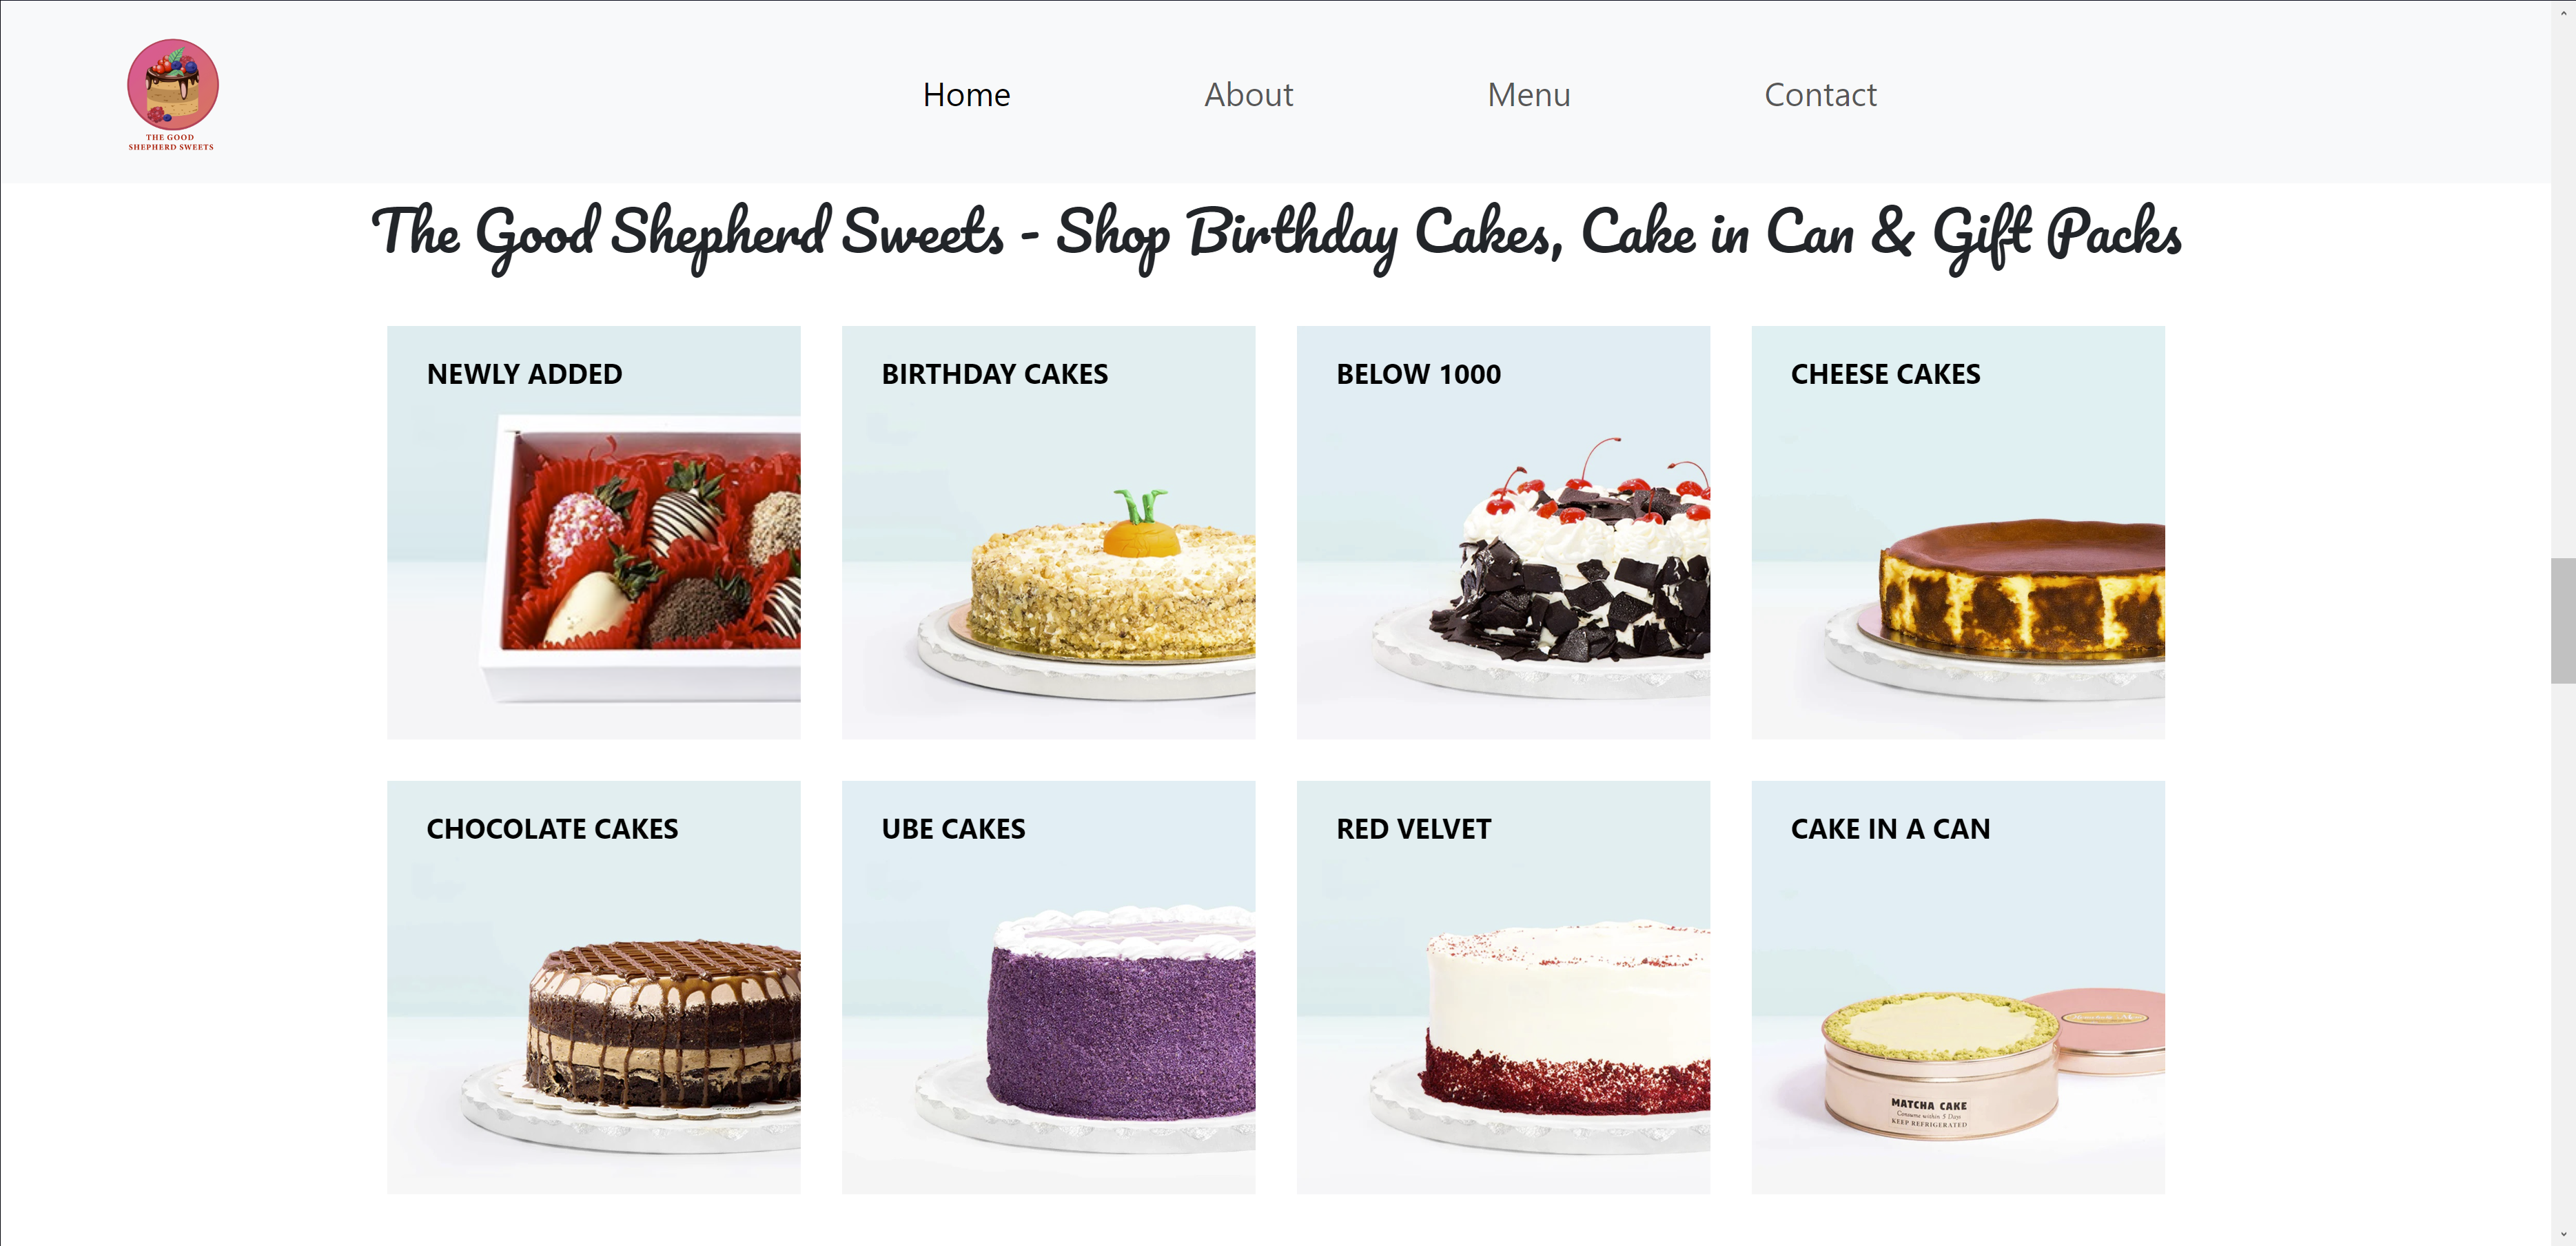 THE GOOD
SHEPHERD SWEETS
Home
About
Menu
Contact
The Good Shepherd Sweets - Shop Birthday Cakes, Cake in Can & Gift Packs
NEWLY ADDED
BIRTHDAY CAKES
BELOW 1000
CHEESE CAKES
CHOCOLATE CAKES
UBE CAKES
RED VELVET
CAKE IN A CAN
MATCHA CAKE
Consume within 5 Days
KEEP REFRIGERATED